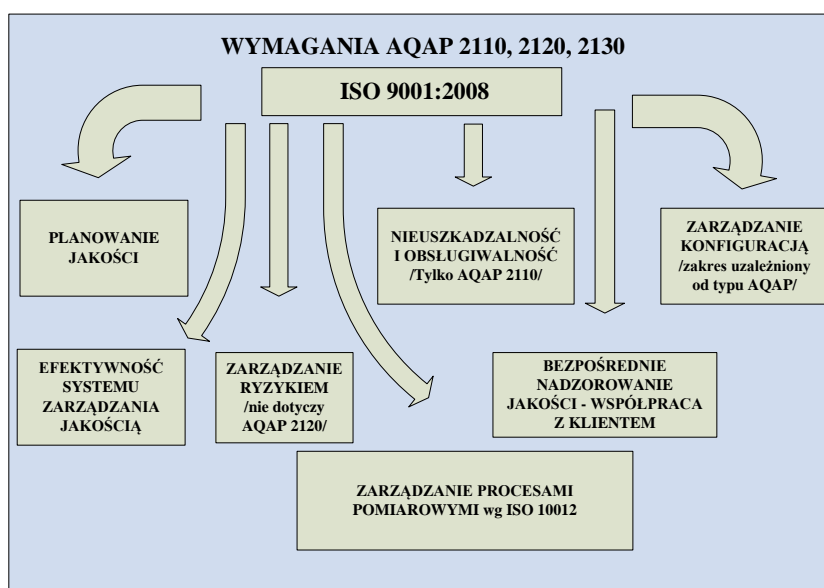 WYMAGANIA AQAP 2110, 2120, 2130
ISO 9001:2008
PLANOWANIE
JAKOŚCI
NIEUSZKADZALNOŚĆ
I OBSŁUGIWALNOŚĆ
/Tylko AQAP 2110/
ZARZĄDZANIE
KONFIGURACJĄ
/zakres uzależniony
od typu AQAP/
EFEKTYWNOŚĆ
SYSTEMU
ZARZĄDZANIA
JAKOŚCIĄ
ZARZĄDZANIE
RYZYKIEM
/nie dotyczy
AQAP 2120/
BEZPOŚREDNIE
NADZOROWANIE
JAKOŚCI - WSPÓŁPRACA
Z KLIENTEM
ZARZĄDZANIE PROCESAMI
POMIAROWYMI wg ISO 10012